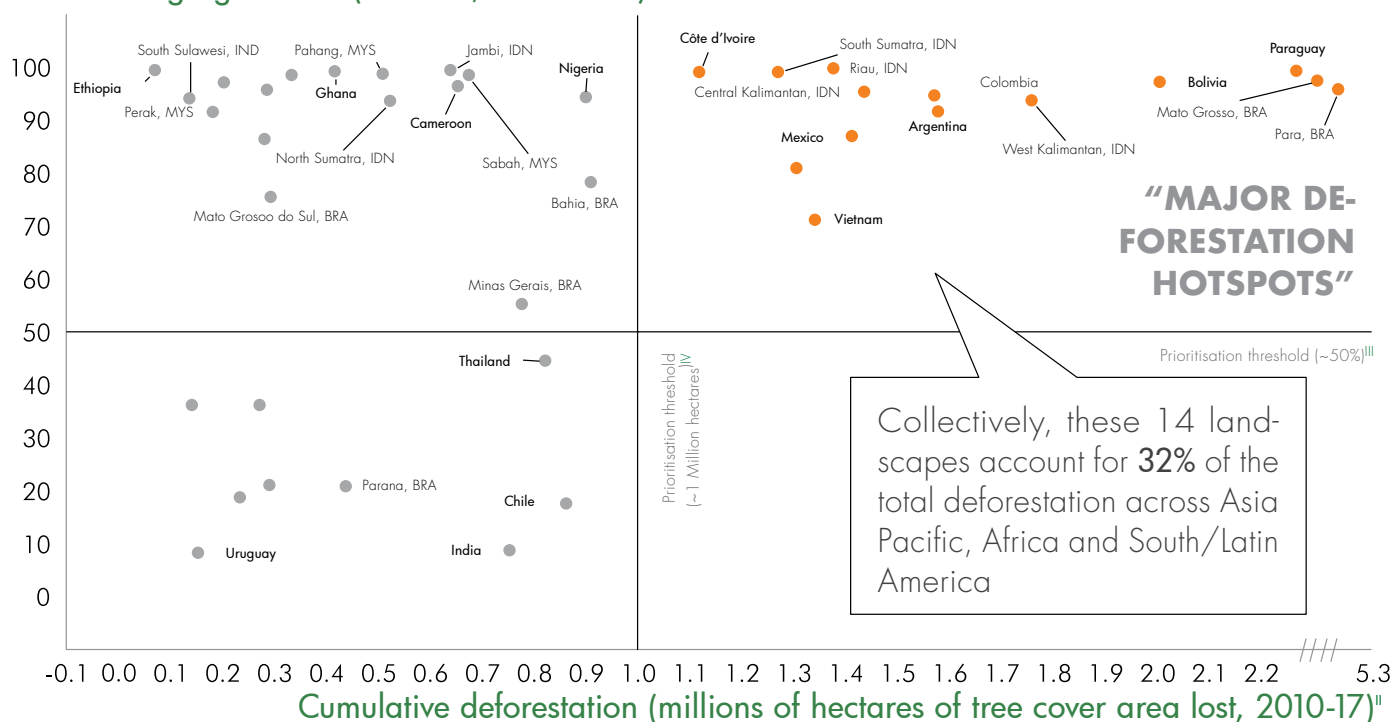 100
90
80
70
60
50
40
30
20
10
0
South Sulawesi, IND
Pahang, MYS
Jambi, IDN
Ethiopia
Perak, MYS
Ghana
Nigeria
Cameroon
North Sumatra, IDN
Sabah, MYS
Mato Grosoo do Sul, BRA
Bahia, BRA
Minas Gerais, BRA
Côte d’Ivoire
South Sumatra, IDN
Riau, IDN
Central Kalimantan, IDN
Colombia
Paraguay
Bolivia
Mato Grosso, BRA
Para, BRA
Mexico
Argentina
West Kalimantan, IDN
Vietnam
“MAJOR DE-
FORESTATION
HOTSPOTS”
Thailand
Parana, BRA
Chile
Uruguay
India
Prioritisation threshold
(~1 Million hectares)IV
Prioritisation threshold (~50%)III
Collectively, these 14 land-
scapes account for 32% of the
total deforestation across Asia
Pacific, Africa and South/Latin
America
-0.1 0.0 0.1 0.2 0.3 0.4 0.5 0.6 0.7 0.8 0.9 1.0 1.1 1.2 1.3 1.4 1.5 1.6 1.7 1.8 1.9 2.0 2.1 2.2 5.3
Cumulative deforestation (millions of hectares of tree cover area lost, 2010-17)II